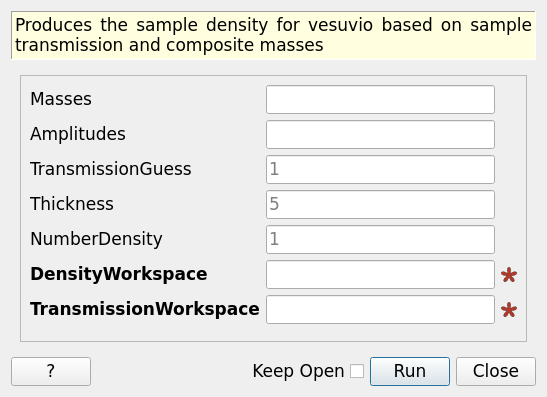 Produces the sample density for vesuvio based on sample
transmission and composite masses
Masses
Amplitudes
TransmissionGuess 1
Thickness 5
NumberDensity 1
DensityWorkspace *
TransmissionWorkspace *
? Keep Open Run Close